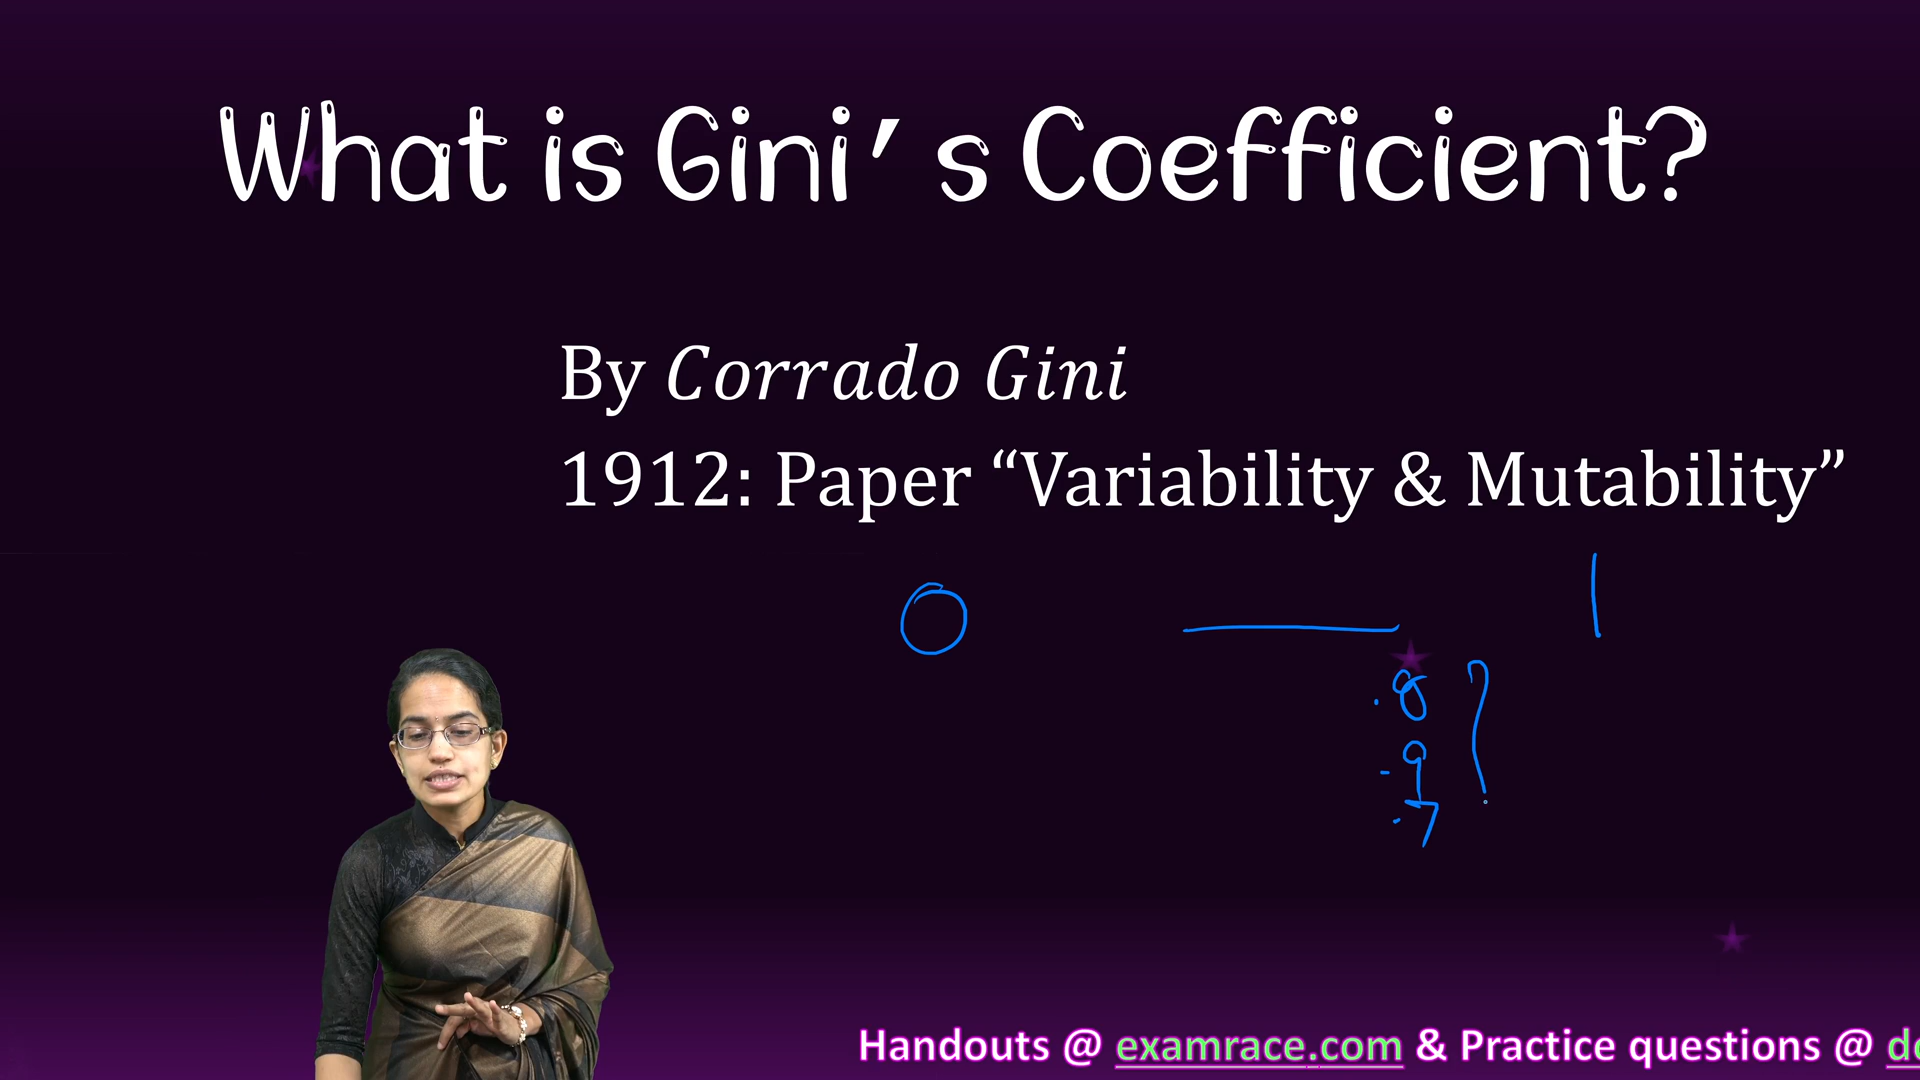 What is Gini's Coefficient?
By Corrado Gini
1912: Paper “Variability & Mutability”
0 1
.8
.9
.7
Handouts @ examrace.com & Practice questions @